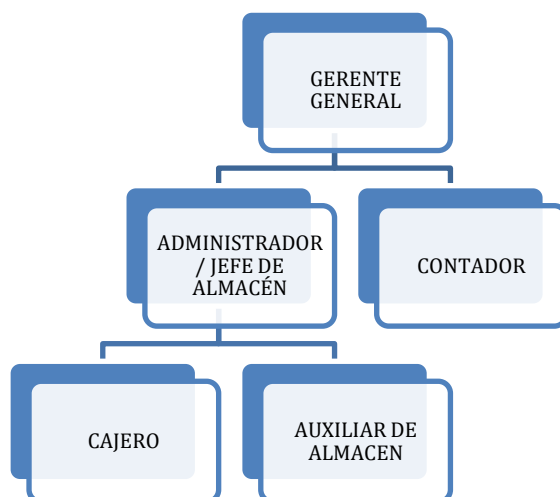 GERENTE
GENERAL
ADMINISTRADOR
/ JEFE DE
ALMACÉN
CONTADOR
CAJERO
AUXILIAR DE
ALMACEN